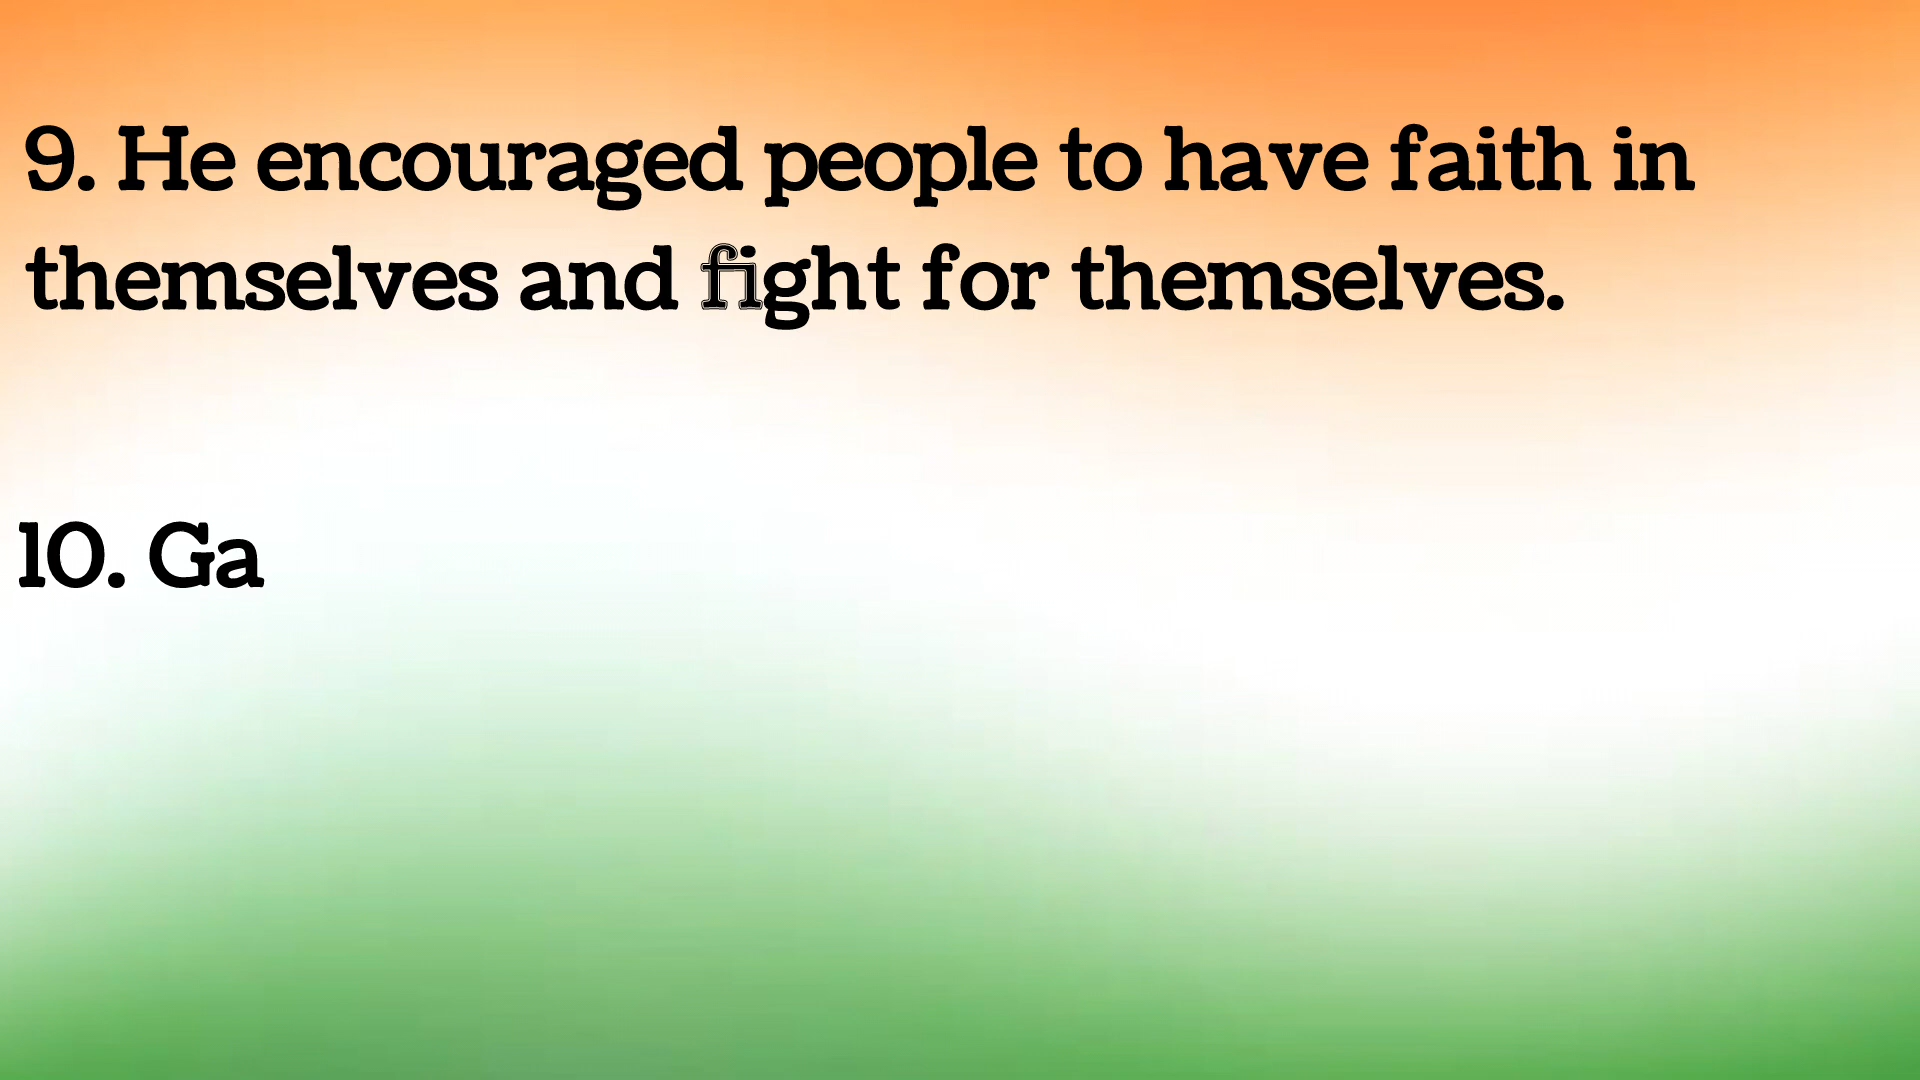 9. He encouraged people to have faith in
themselves and fight for themselves.
10. Ga